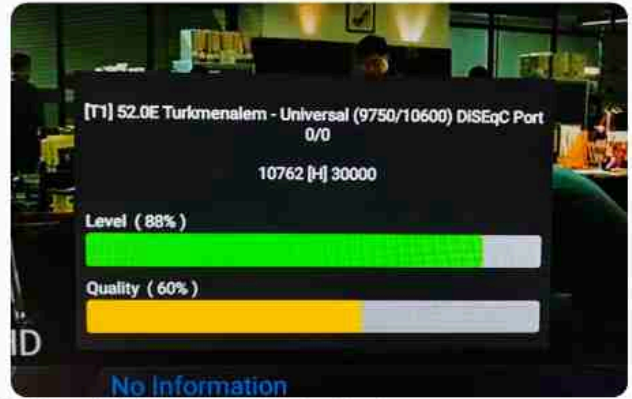 [T1] 52.0E Turkmenalem - Universal (9750/10600) DiSEqC Port
0/0
10762 [H] 30000
Level ( 88% )
Quality ( 60% )
ID
No Information